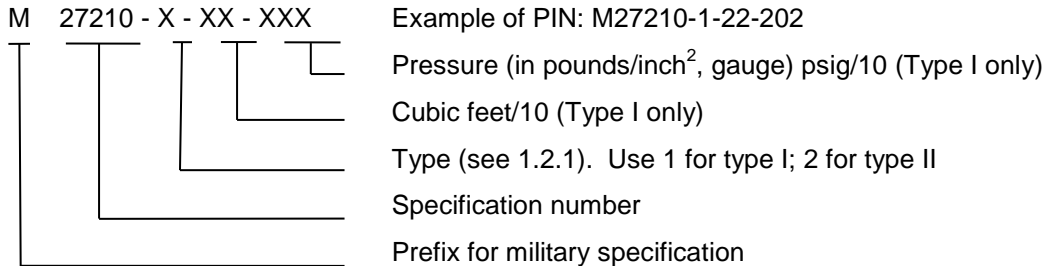 M 27210 - X - XX - XXX Example of PIN: M27210-1-22-202
Pressure (in pounds/inch², gauge) psig/10 (Type I only)
Cubic feet/10 (Type I only)
Type (see 1.2.1). Use 1 for type I; 2 for type II
Specification number
Prefix for military specification